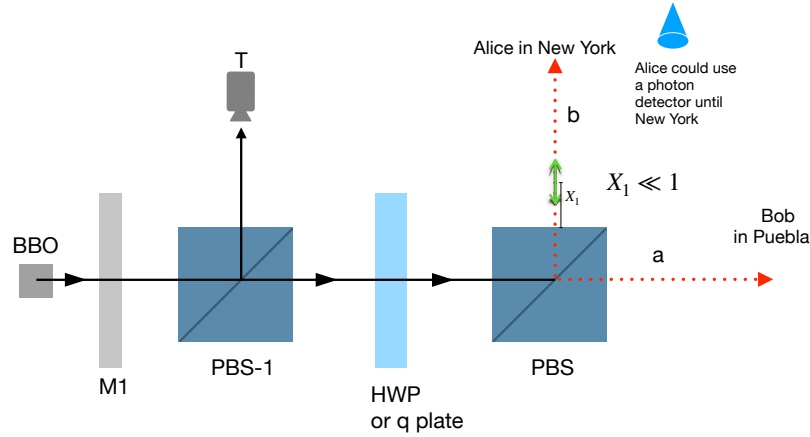 T
Alice in New York
Alice could use
a photon
detector until
New York
b
X₁
X₁ ≪ 1
Bob
in Puebla
BBO
a
M1
PBS-1
HWP
or q plate
PBS